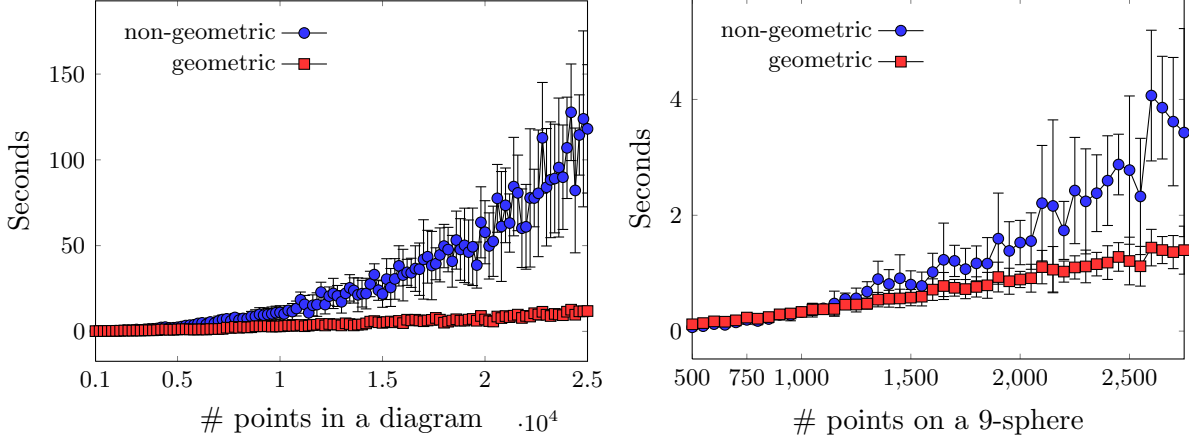 non-geometric
geometric
150
100
50
0
Seconds
0.1
0.5
1
1.5
2
2.5
# points in a diagram
·10⁴
non-geometric
geometric
4
2
0
Seconds
500
750
1,000
1,500
2,000
2,500
# points on a 9-sphere